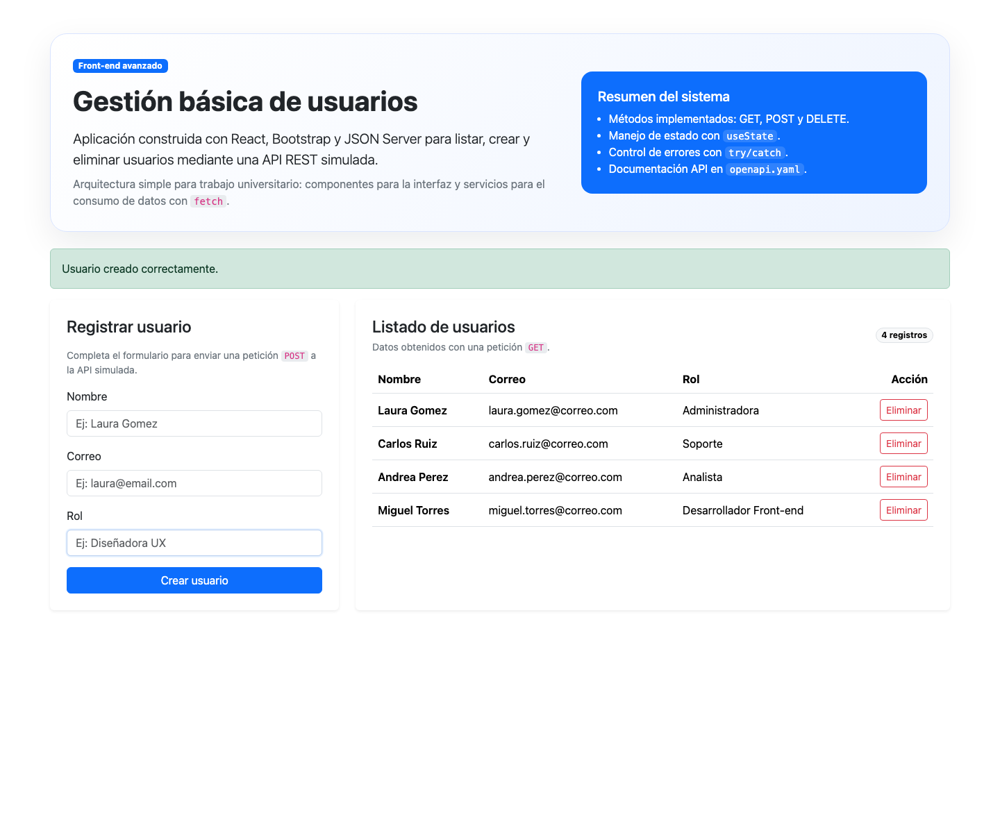 Front-end avanzado
Gestión básica de usuarios
Aplicación construida con React, Bootstrap y JSON Server para listar, crear y
eliminar usuarios mediante una API REST simulada.
Arquitectura simple para trabajo universitario: componentes para la interfaz y servicios para el
consumo de datos con fetch.
Resumen del sistema
• Métodos implementados: GET, POST y DELETE.
• Manejo de estado con useState.
• Control de errores con try/catch.
• Documentación API en openapi.yaml.
Usuario creado correctamente.
Registrar usuario
Completa el formulario para enviar una petición POST a
la API simulada.
Nombre
Ej: Laura Gomez
Correo
Ej: laura@email.com
Rol
Ej: Diseñadora UX
Crear usuario
Listado de usuarios
Datos obtenidos con una petición GET.
4 registros
Nombre Correo Rol Acción
Laura Gomez laura.gomez@correo.com Administradora Eliminar
Carlos Ruiz carlos.ruiz@correo.com Soporte Eliminar
Andrea Perez andrea.perez@correo.com Analista Eliminar
Miguel Torres miguel.torres@correo.com Desarrollador Front-end Eliminar